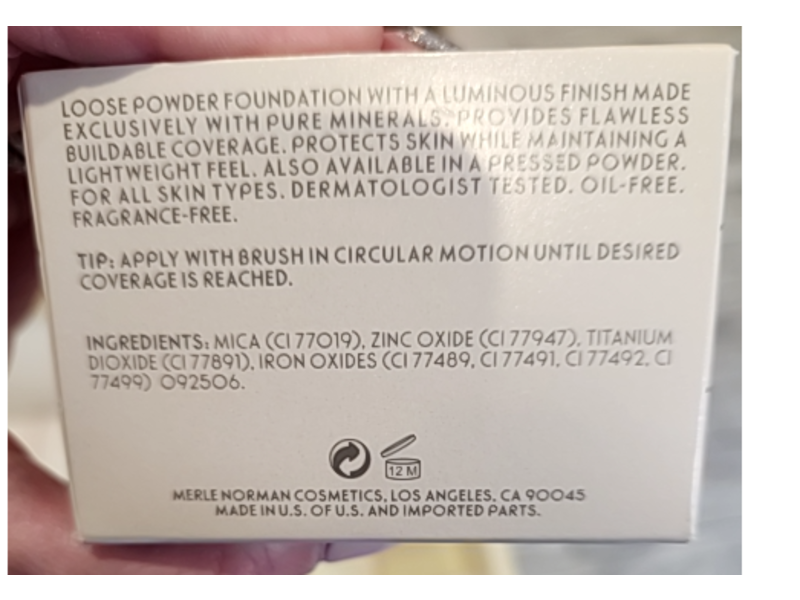 LOOSE POWDER FOUNDATION WITH A LUMINOUS FINISH MADE
EXCLUSIVELY WITH PURE MINERALS. PROVIDES FLAWLESS
BUILDABLE COVERAGE. PROTECTS SKIN WHILE MAINTAINING A
LIGHTWEIGHT FEEL. ALSO AVAILABLE IN A PRESSED POWDER.
FOR ALL SKIN TYPES. DERMATOLOGIST TESTED. OIL-FREE.
FRAGRANCE-FREE.
TIP: APPLY WITH BRUSH IN CIRCULAR MOTION UNTIL DESIRED
COVERAGE IS REACHED.
INGREDIENTS: MICA (CI 77019), ZINC OXIDE (CI 77947), TITANIUM
DIOXIDE (CI 77891), IRON OXIDES (CI 77489, CI 77491, CI 77492, CI
77499) 092506.
12 M
MERLE NORMAN COSMETICS, LOS ANGELES, CA 90045
MADE IN U.S. OF U.S. AND IMPORTED PARTS.